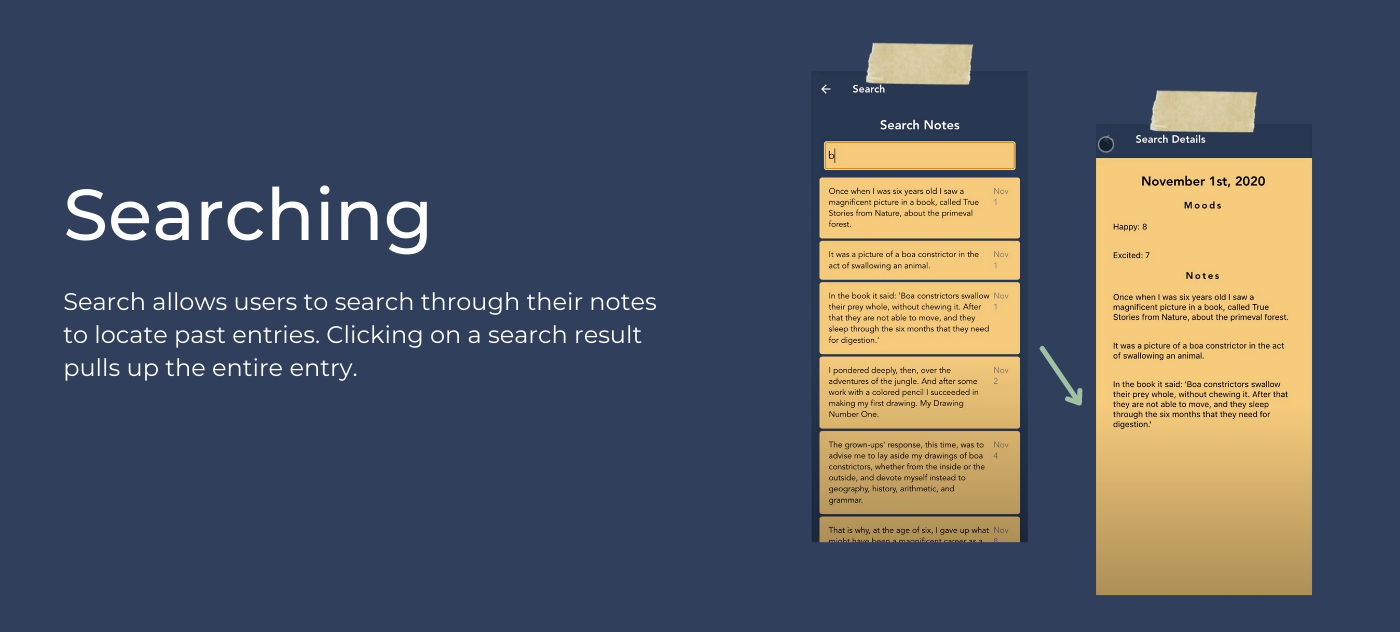 Searching
Search allows users to search through their notes
to locate past entries. Clicking on a search result
pulls up the entire entry.
Search
Search Notes
b
Once when I was six years old I saw a
magnificent picture in a book, called True
Stories from Nature, about the primeval
forest.
Nov
1
It was a picture of a boa constrictor in the
act of swallowing an animal.
Nov
1
In the book it said: 'Boa constrictors swallow
their prey whole, without chewing it. After
that they are not able to move, and they
sleep through the six months that they need
for digestion.'
Nov
1
I pondered deeply, then, over the
adventures of the jungle. And after some
work with a colored pencil I succeeded in
making my first drawing. My Drawing
Number One.
Nov
2
The grown-ups' response, this time, was to
advise me to lay aside my drawings of boa
constrictors, whether from the inside or the
outside, and devote myself instead to
geography, history, arithmetic, and
grammar.
Nov
4
That is why, at the age of six, I gave up what
might have been a magnificent career as a
Nov
Search Details
November 1st, 2020
Moods
Happy: 8
Excited: 7
Notes
Once when I was six years old I saw a
magnificent picture in a book, called True
Stories from Nature, about the primeval forest.
It was a picture of a boa constrictor in the act
of swallowing an animal.
In the book it said: 'Boa constrictors swallow
their prey whole, without chewing it. After that
they are not able to move, and they sleep
through the six months that they need for
digestion.'